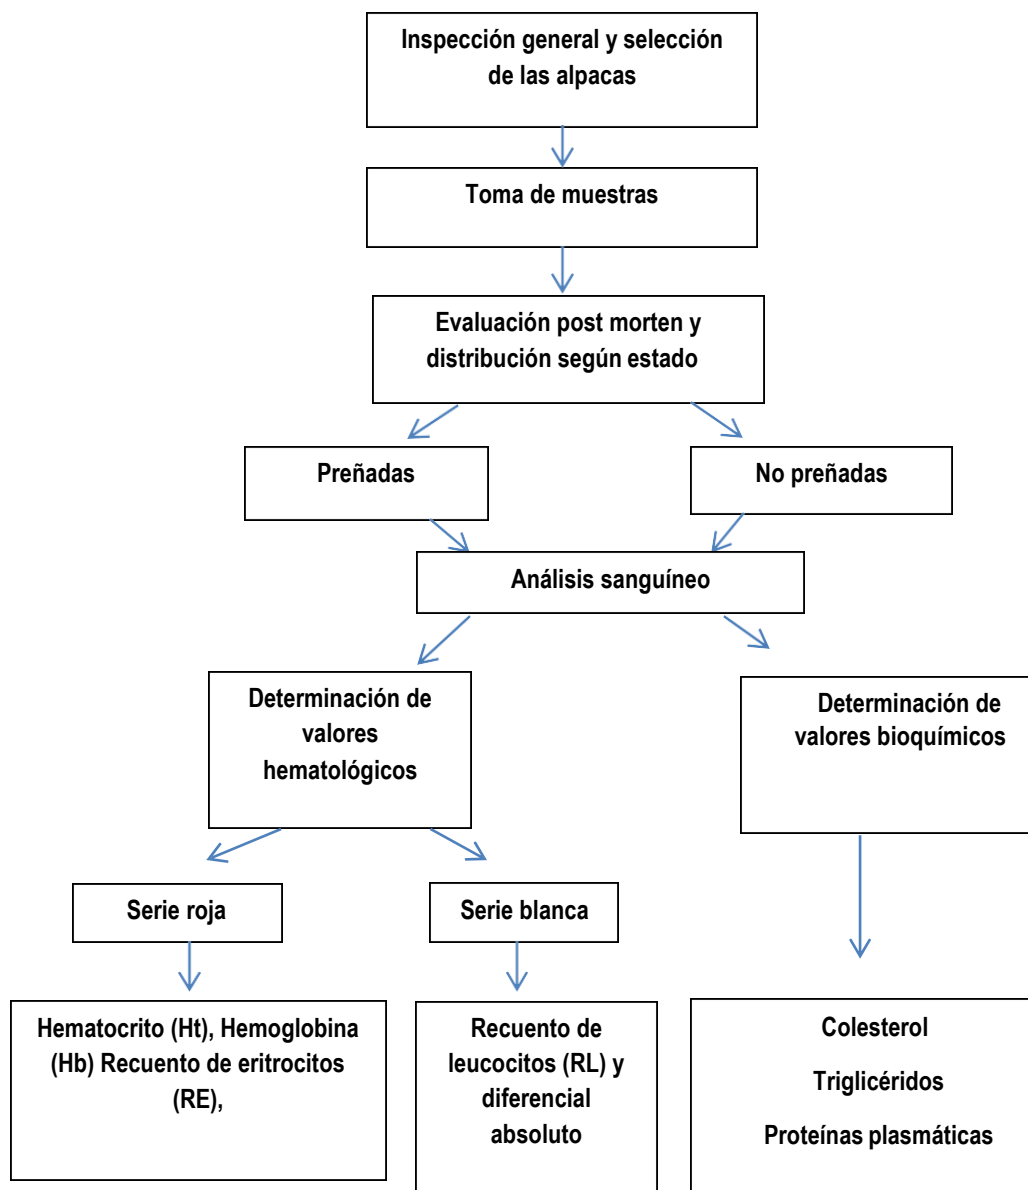 Inspección general y selección
de las alpacas
Toma de muestras
Evaluación post morten y
distribución según estado
Preñadas
No preñadas
Análisis sanguíneo
Determinación de
valores
hematológicos
Determinación de
valores bioquímicos
Serie roja
Serie blanca
Hematocrito (Ht), Hemoglobina
(Hb) Recuento de eritrocitos
(RE),
Recuento de
leucocitos (RL) y
diferencial
absoluto
Colesterol
Triglicéridos
Proteínas plasmáticas